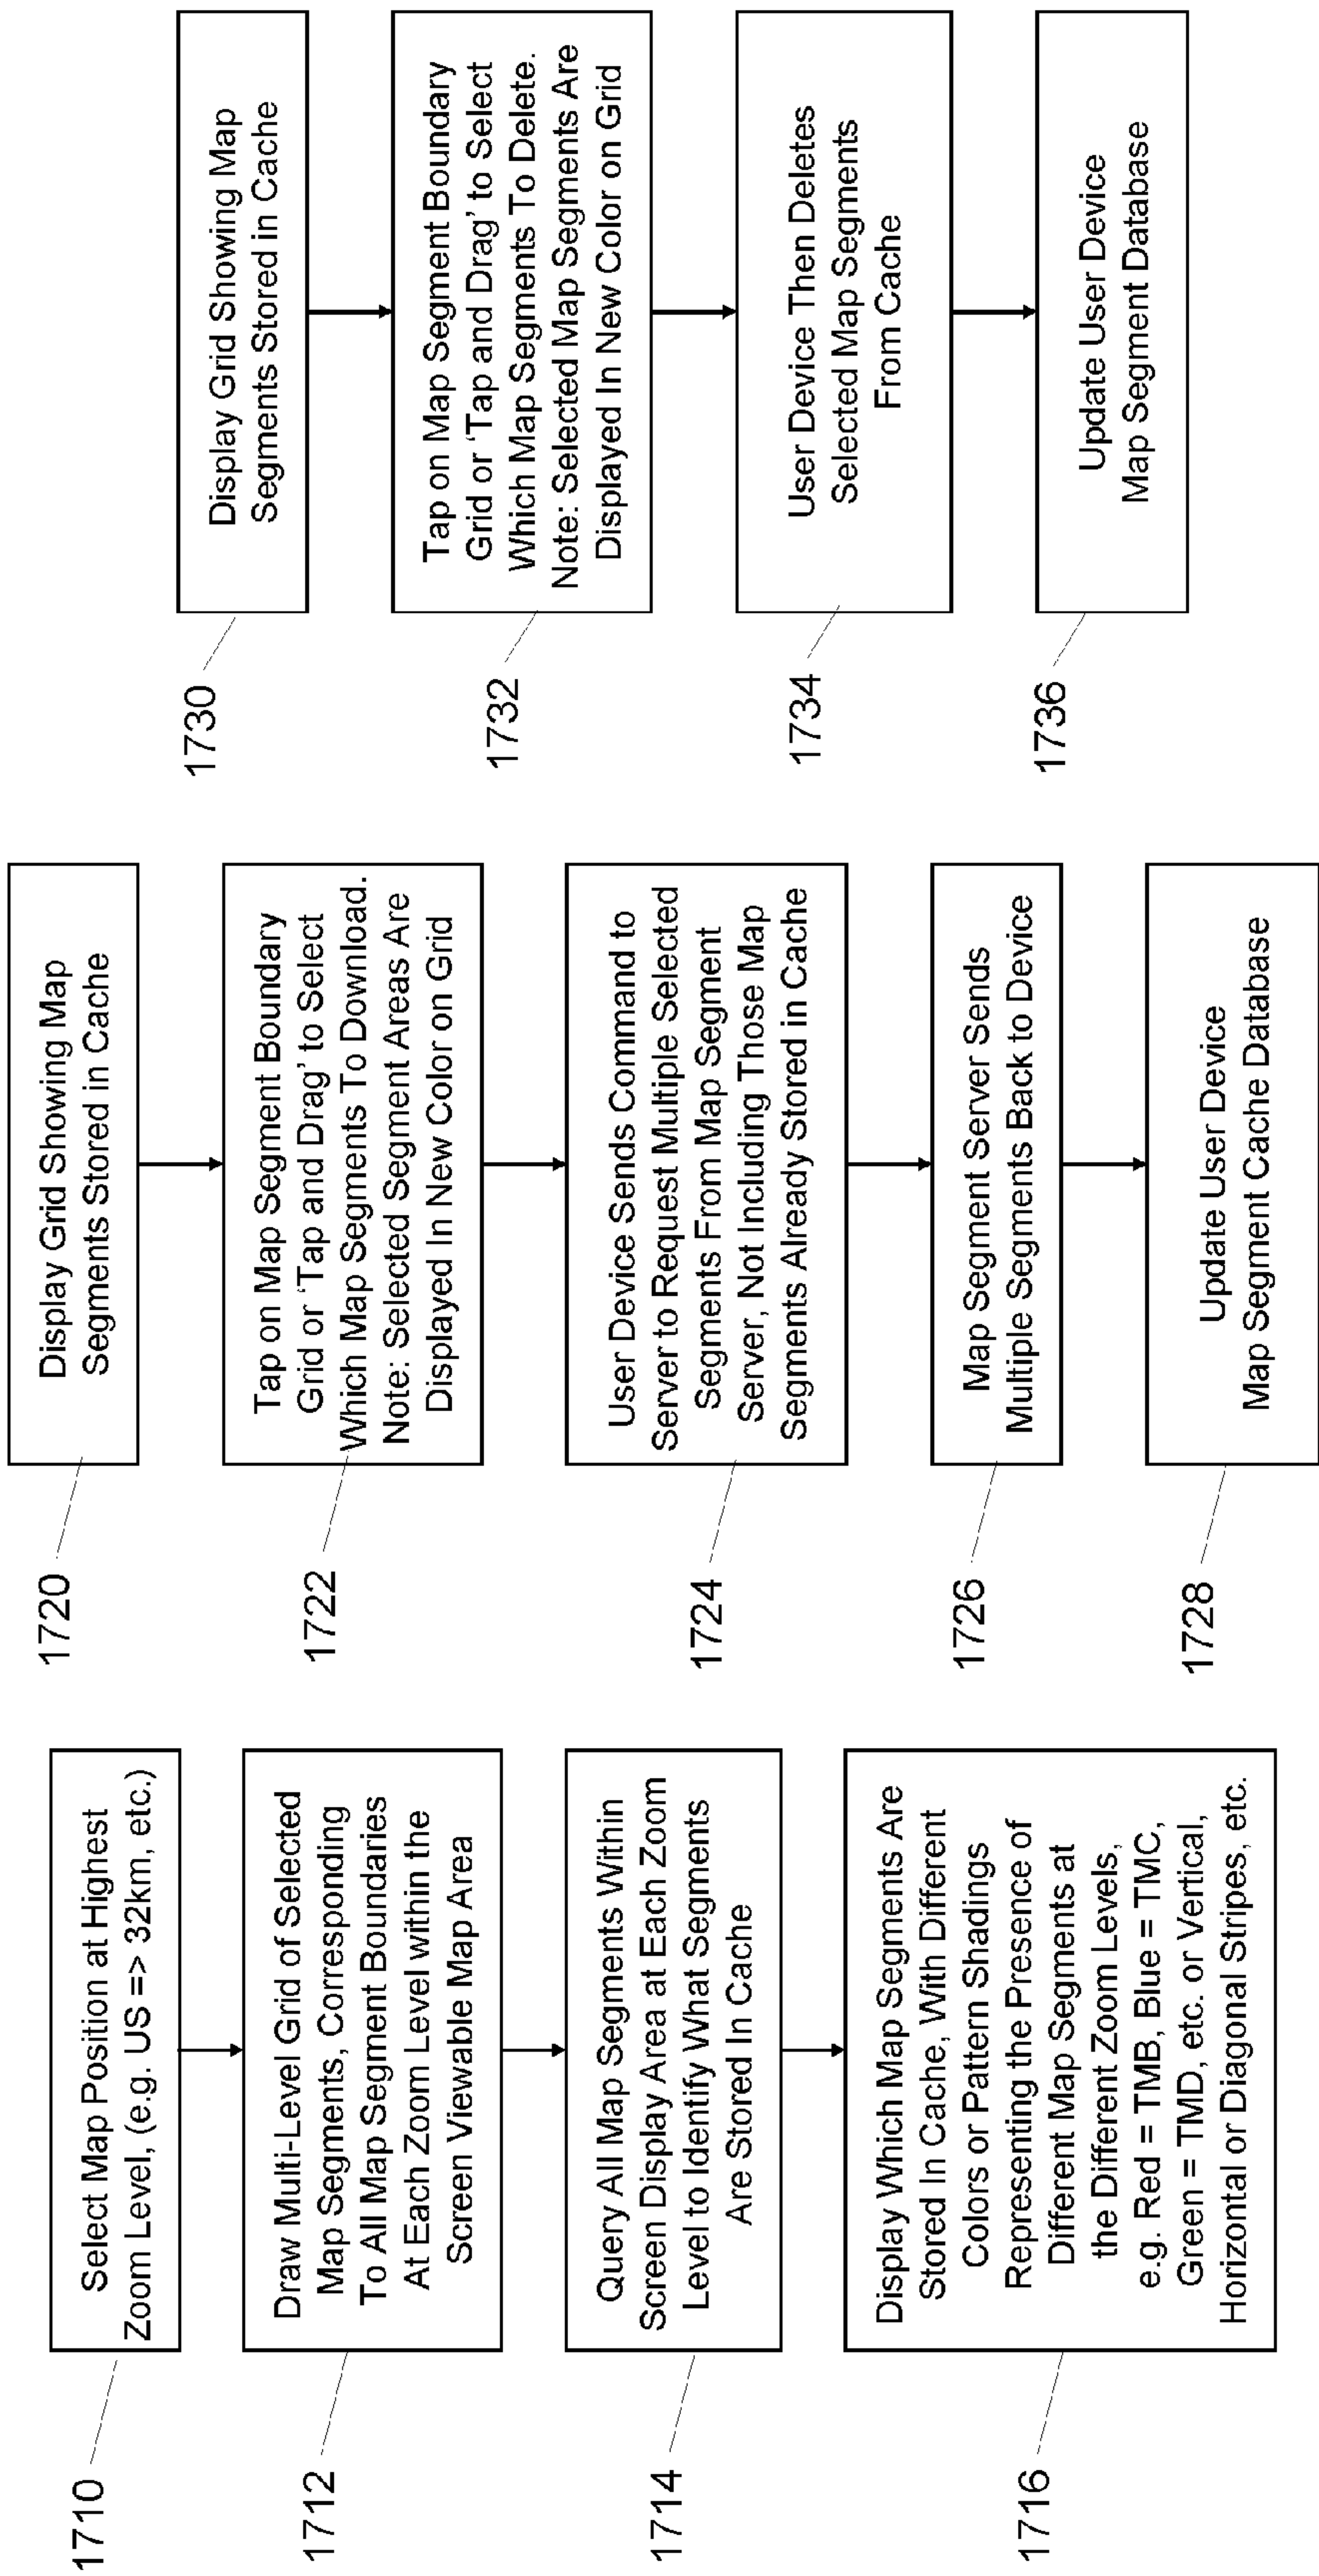 1710
Select Map Position at Highest
Zoom Level, (e.g. US => 32km, etc.)
1712
Draw Multi-Level Grid of Selected
Map Segments, Corresponding
To All Map Segment Boundaries
At Each Zoom Level within the
Screen Viewable Map Area
1714
Query All Map Segments Within
Screen Display Area at Each Zoom
Level to Identify What Segments
Are Stored In Cache
1716
Display Which Map Segments Are
Stored In Cache, With Different
Colors or Pattern Shadings
Representing the Presence of
Different Map Segments at
the Different Zoom Levels,
e.g. Red = TMB, Blue = TMC,
Green = TMD, etc. or Vertical,
Horizontal or Diagonal Stripes, etc.
1720
Display Grid Showing Map
Segments Stored in Cache
1722
Tap on Map Segment Boundary
Grid or 'Tap and Drag' to Select
Which Map Segments To Download.
Note: Selected Segment Areas Are
Displayed In New Color on Grid
1724
User Device Sends Command to
Server to Request Multiple Selected
Segments From Map Segment
Server, Not Including Those Map
Segments Already Stored in Cache
1726
Map Segment Server Sends
Multiple Segments Back to Device
1728
Update User Device
Map Segment Cache Database
1730
Display Grid Showing Map
Segments Stored in Cache
1732
Tap on Map Segment Boundary
Grid or 'Tap and Drag' to Select
Which Map Segments To Delete.
Note: Selected Map Segments Are
Displayed In New Color on Grid
1734
User Device Then Deletes
Selected Map Segments
From Cache
1736
Update User Device
Map Segment Database